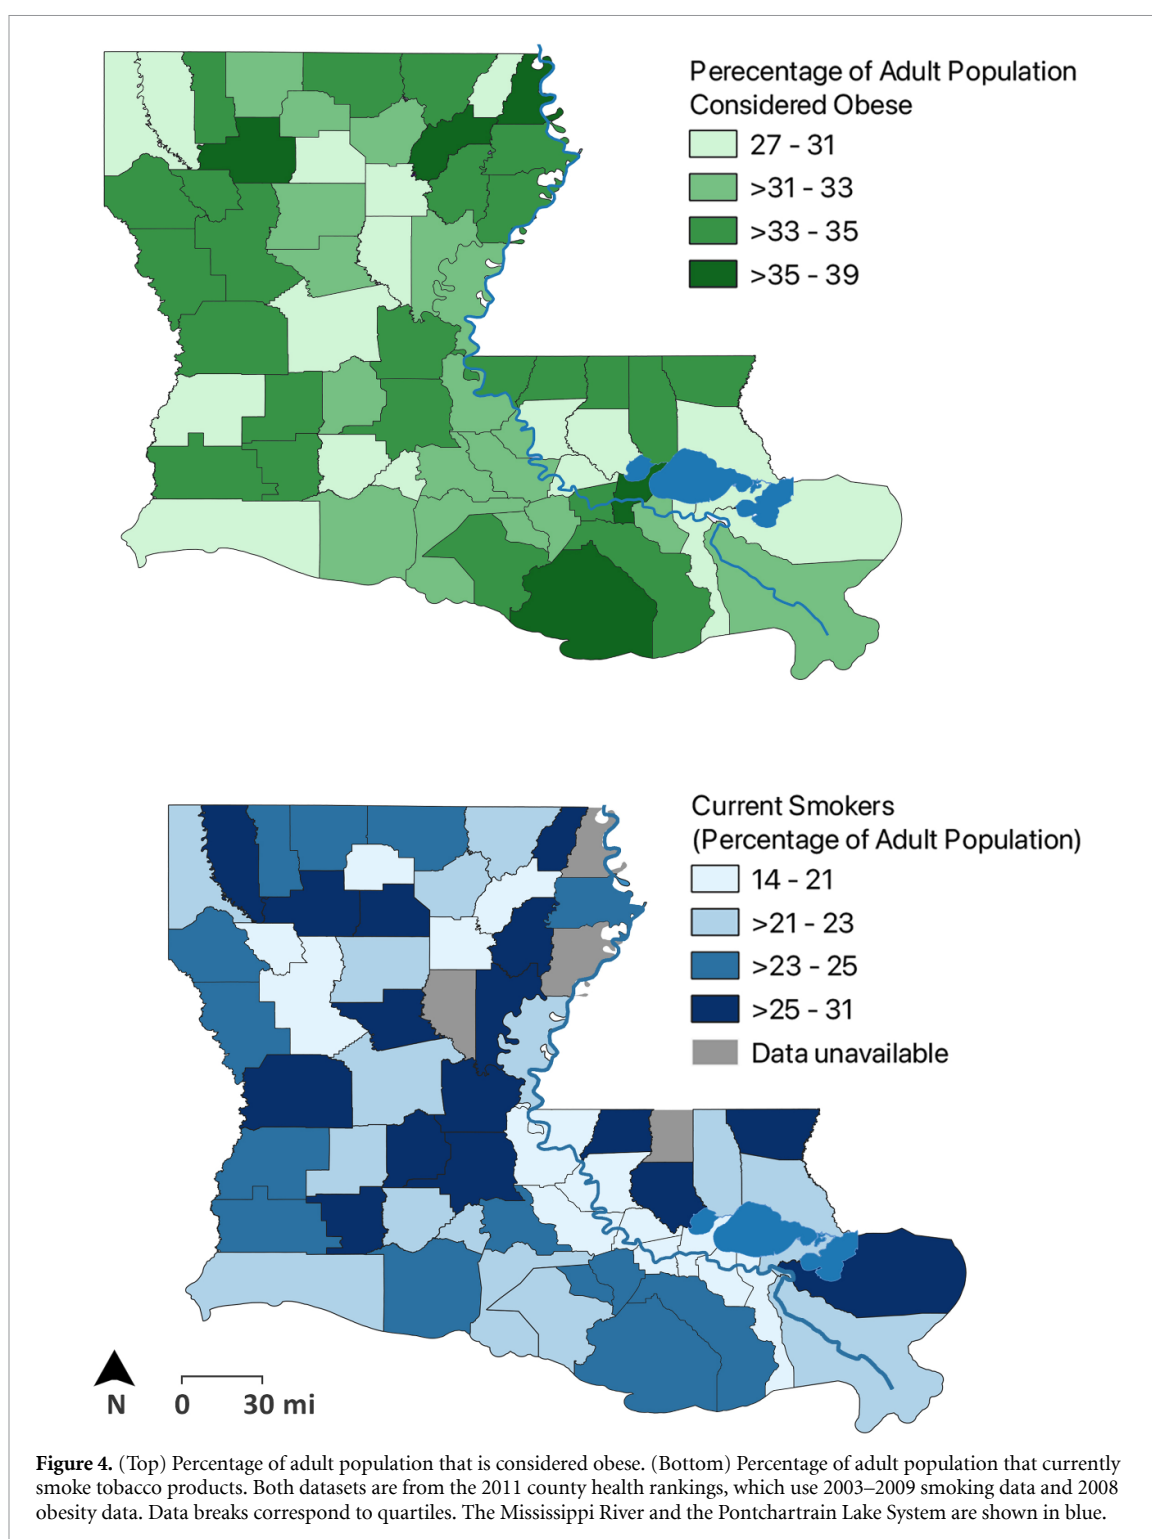 Perecentage of Adult Population
Considered Obese
27 - 31
>31 - 33
>33 - 35
>35 - 39
Current Smokers
(Percentage of Adult Population)
14 - 21
>21 - 23
>23 - 25
>25 - 31
Data unavailable
N 0 30 mi
Figure 4. (Top) Percentage of adult population that is considered obese. (Bottom) Percentage of adult population that currently
smoke tobacco products. Both datasets are from the 2011 county health rankings, which use 2003–2009 smoking data and 2008
obesity data. Data breaks correspond to quartiles. The Mississippi River and the Pontchartrain Lake System are shown in blue.